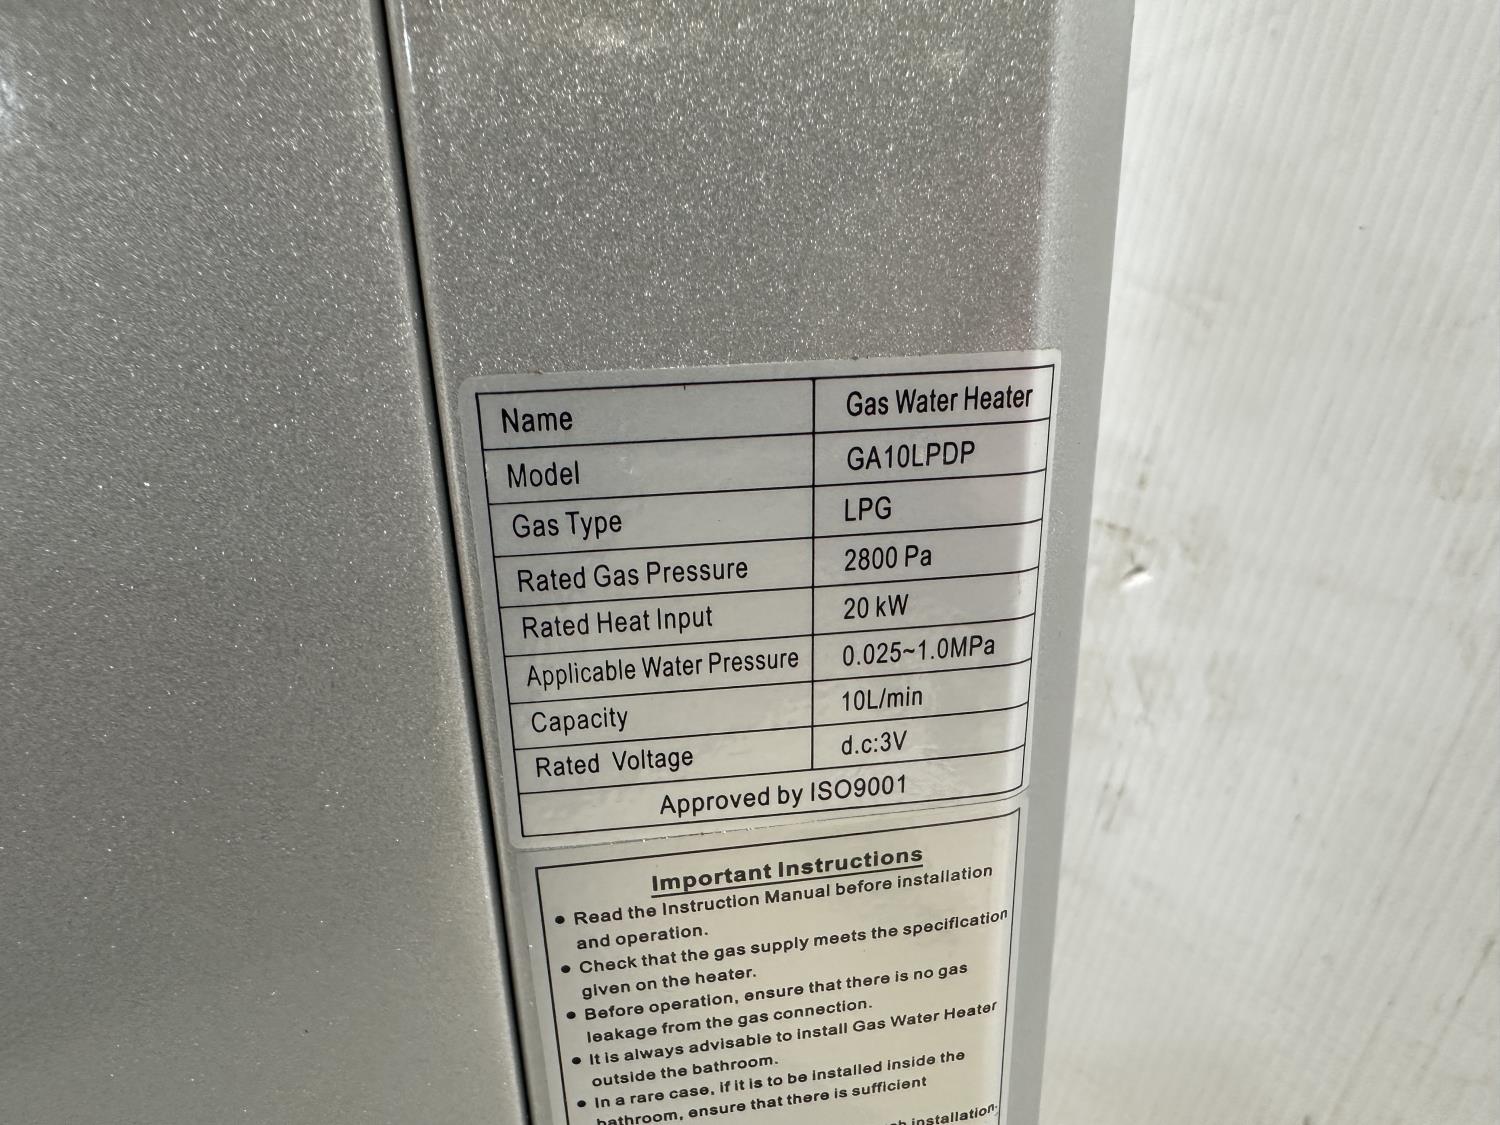 Name Gas Water Heater
Model GA10LPDP
Gas Type LPG
Rated Gas Pressure 2800 Pa
Rated Heat Input 20 kW
Applicable Water Pressure 0.025~1.0MPa
Capacity 10L/min
Rated Voltage d.c:3V
Approved by ISO9001
Important Instructions
● Read the Instruction Manual before installation
and operation.
● Check that the gas supply meets the specification
given on the heater.
● Before operation, ensure that there is no gas
leakage from the gas connection.
● It is always advisable to install Gas Water Heater
outside the bathroom.
● In a rare case, if it is to be installed inside the
bathroom, ensure that there is sufficient
installation.